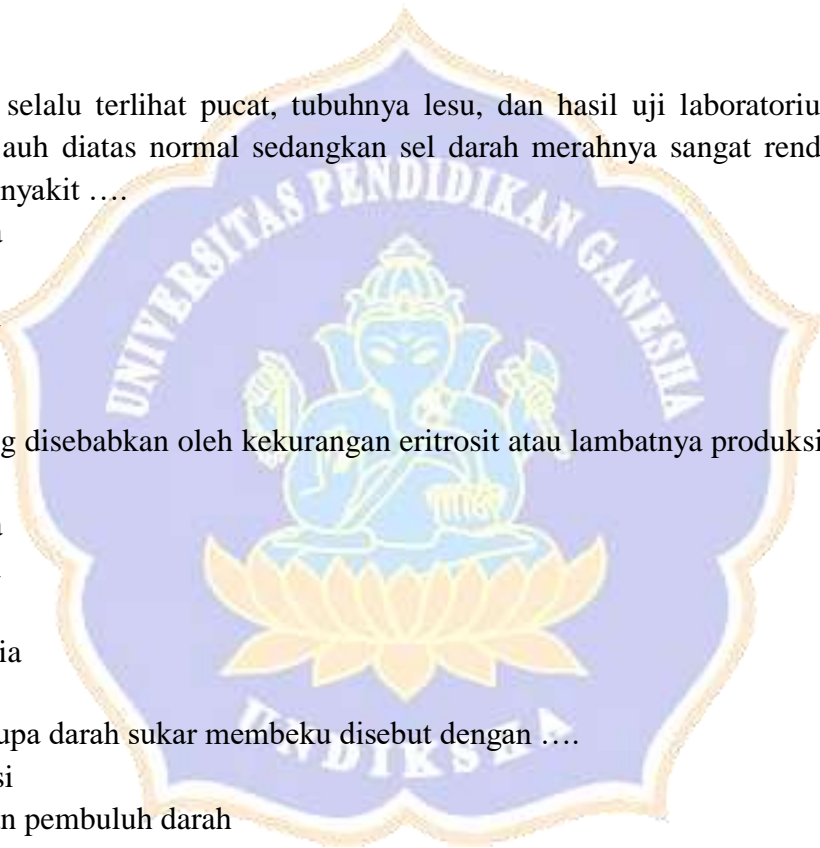 selalu terlihat pucat, tubuhnya lesu, dan hasil uji laboratoriu
auh diatas normal sedangkan sel darah merahnya sangat rend
nyakit ….
a
UNIVERSITAS PENDIDIKAN GANESHA
g disebabkan oleh kekurangan eritrosit atau lambatnya produksi
a
ia
upa darah sukar membeku disebut dengan ….
UNDIKSHA
si
n pembuluh darah